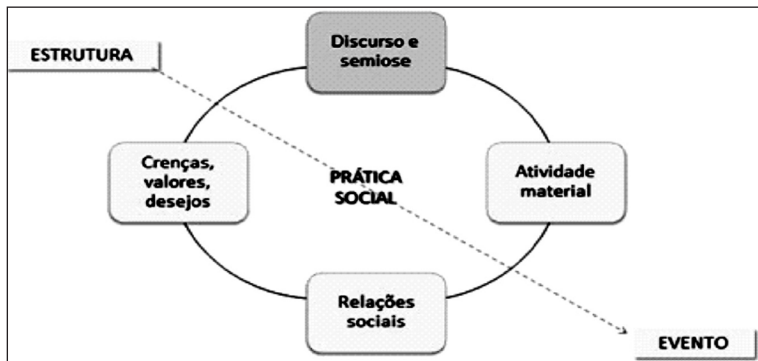 Discurso e
semiose
ESTRUTURA
Crenças,
valores,
desejos
PRÁTICA
SOCIAL
Atividade
material
Relações
sociais
EVENTO